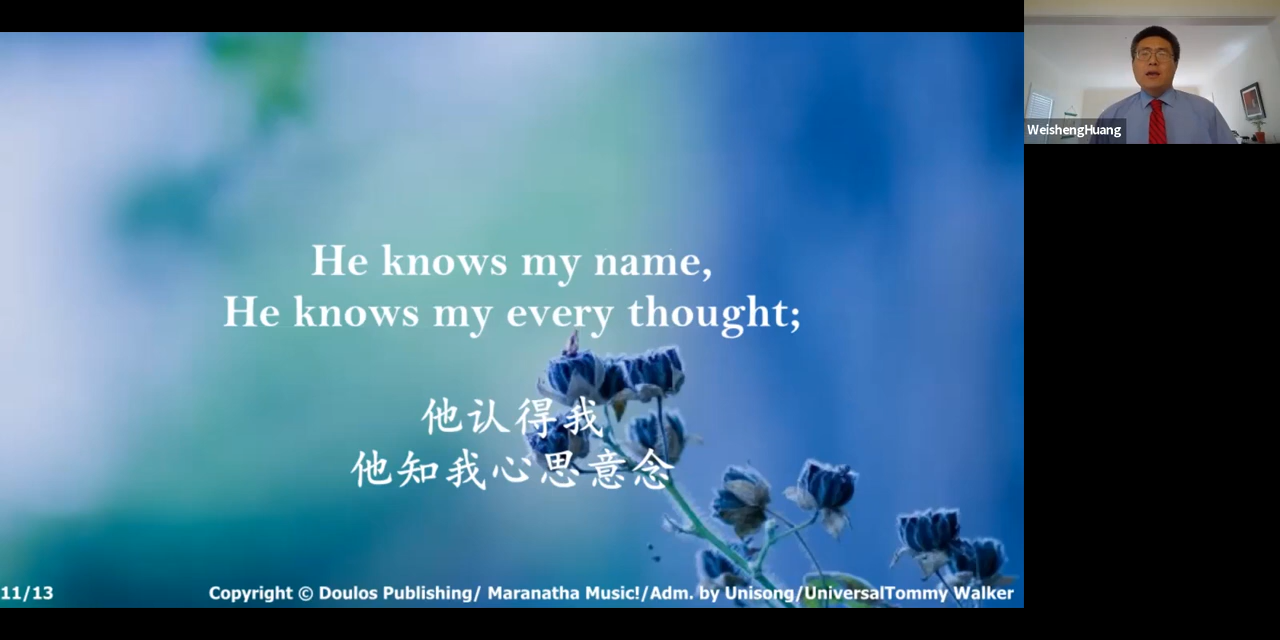 He knows my name,
He knows my every thought;
他认得我
他知我心思意念
11/13
Copyright © Doulos Publishing/ Maranatha Music!/Adm. by Unisong/UniversalTommy Walker
WeishengHuang